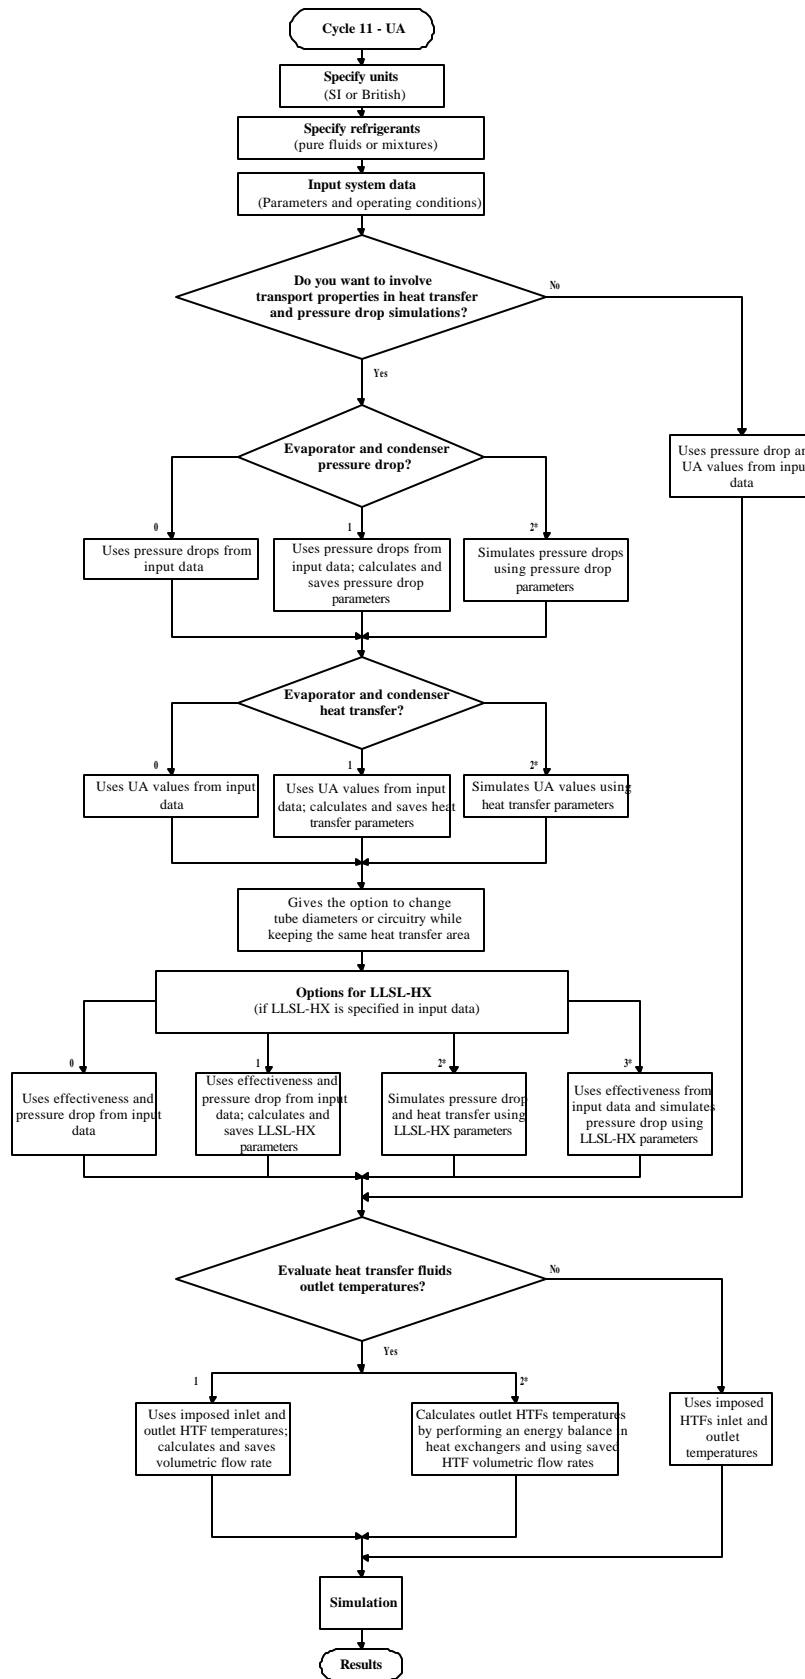 Cycle 11 - UA
Specify units
(SI or British)
Specify refrigerants
(pure fluids or mixtures)
Input system data
(Parameters and operating conditions)
Do you want to involve
transport properties in heat transfer
and pressure drop simulations?
No
Yes
Uses pressure drop an
UA values from input
data
Evaporator and condenser
pressure drop?
0
1
2*
Uses pressure drops from
input data
Uses pressure drops from
input data; calculates and
saves pressure drop
parameters
Simulates pressure drops
using pressure drop
parameters
Evaporator and condenser
heat transfer?
0
1
2*
Uses UA values from input
data
Uses UA values from input
data; calculates and saves heat
transfer parameters
Simulates UA values using
heat transfer parameters
Gives the option to change
tube diameters or circuitry while
keeping the same heat transfer area
Options for LLSL-HX
(if LLSL-HX is specified in input data)
0
1
2*
3*
Uses effectiveness and
pressure drop from input
data
Uses effectiveness and
pressure drop from input
data; calculates and
saves LLSL-HX
parameters
Simulates pressure drop
and heat transfer using
LLSL-HX parameters
Uses effectiveness from
input data and simulates
pressure drop using
LLSL-HX parameters
Evaluate heat transfer fluids
outlet temperatures?
No
Yes
1
2*
Uses imposed inlet and
outlet HTF temperatures;
calculates and saves
volumetric flow rate
Calculates outlet HTFs temperatures
by performing an energy balance in
heat exchangers and using saved
HTF volumetric flow rates
Uses imposed
HTFs inlet and
outlet
temperatures
Simulation
Results